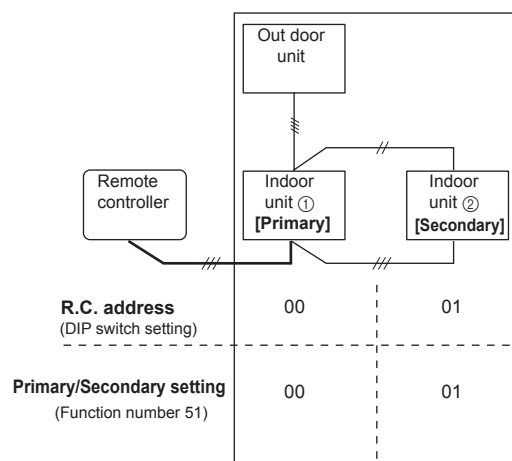 Out door
unit
Remote
controller
Indoor
unit ①
[Primary]
Indoor
unit ②
[Secondary]
R.C. address
(DIP switch setting)
00
01
Primary/Secondary setting
(Function number 51)
00
01